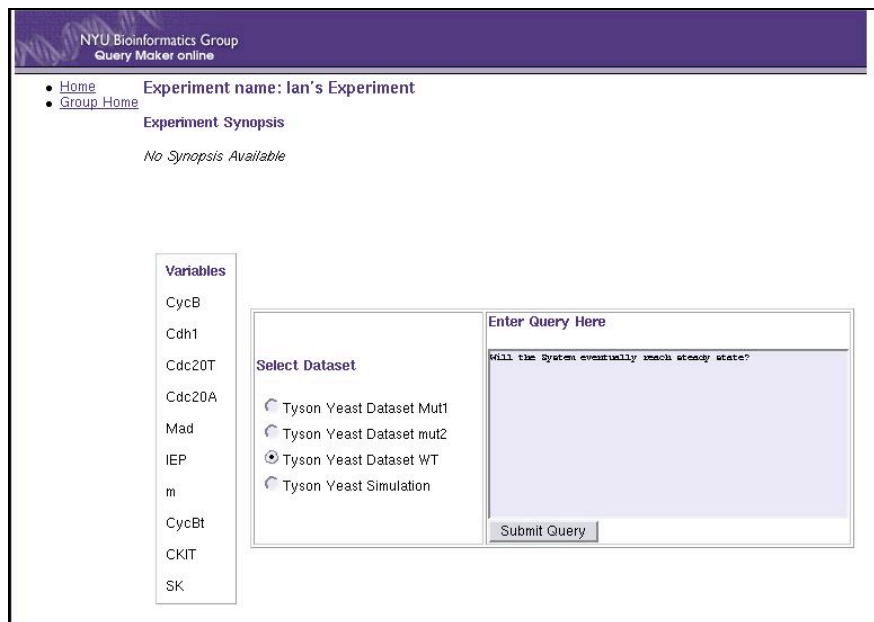 NYU Bioinformatics Group
Query Maker online
Home
Group Home
Experiment name: Ian's Experiment
Experiment Synopsis
No Synopsis Available
Variables
CycB
Cdh1
Cdc20T
Cdc20A
Mad
IEP
m
CycBt
CKIT
SK
Select Dataset
Tyson Yeast Dataset Mut1
Tyson Yeast Dataset mut2
Tyson Yeast Dataset WT
Tyson Yeast Simulation
Enter Query Here
Will the System eventually reach steady state?
Submit Query